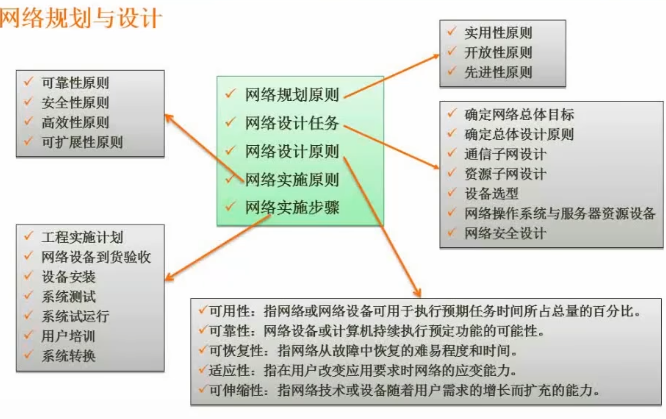 网络规划与设计
实用性原则
开放性原则
先进性原则
可靠性原则
安全性原则
高效性原则
可扩展性原则
网络规划原则
网络设计任务
网络设计原则
网络实施原则
网络实施步骤
确定网络总体目标
确定总体设计原则
通信子网设计
资源子网设计
设备选型
网络操作系统与服务器资源设备
网络安全设计
工程实施计划
网络设备到货验收
设备安装
系统测试
系统试运行
用户培训
系统转换
可用性：指网络或网络设备可用于执行预期任务时间所占总量的百分比。
可靠性：网络设备或计算机持续执行预定功能的可能性。
可恢复性：指网络从故障中恢复的难易程度和时间。
适应性：指在用户改变应用要求时网络的应变能力。
可伸缩性：指网络技术或设备随着用户需求的增长而扩充的能力。